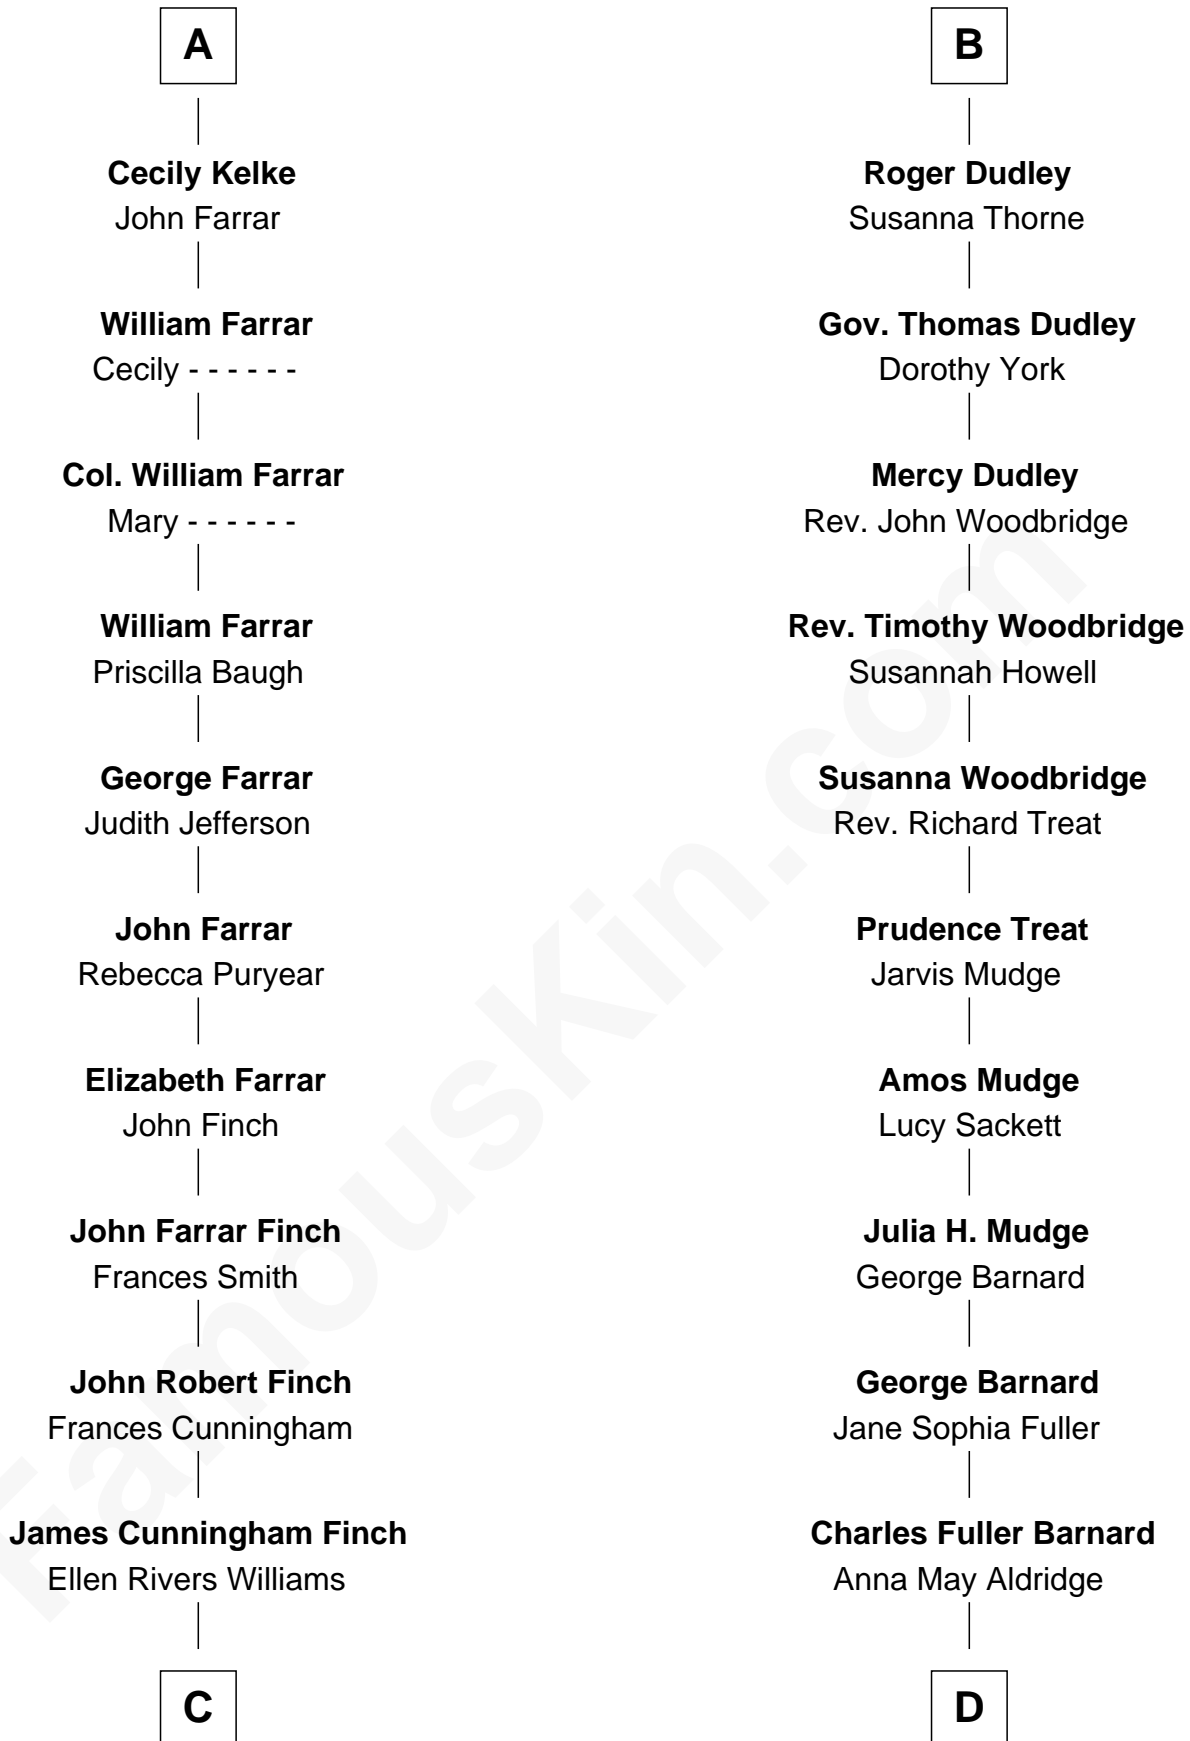 A
Cecily Kelke
John Farrar
William Farrar
Cecily - - - - - -
Col. William Farrar
Mary - - - - - -
William Farrar
Priscilla Baugh
George Farrar
Judith Jefferson
John Farrar
Rebecca Puryear
Elizabeth Farrar
John Finch
John Farrar Finch
Frances Smith
John Robert Finch
Frances Cunningham
James Cunningham Finch
Ellen Rivers Williams
C
B
Roger Dudley
Susanna Thorne
Gov. Thomas Dudley
Dorothy York
Mercy Dudley
Rev. John Woodbridge
Rev. Timothy Woodbridge
Susannah Howell
Susanna Woodbridge
Rev. Richard Treat
Prudence Treat
Jarvis Mudge
Amos Mudge
Lucy Sackett
Julia H. Mudge
George Barnard
George Barnard
Jane Sophia Fuller
Charles Fuller Barnard
Anna May Aldridge
D
FamousKin.com